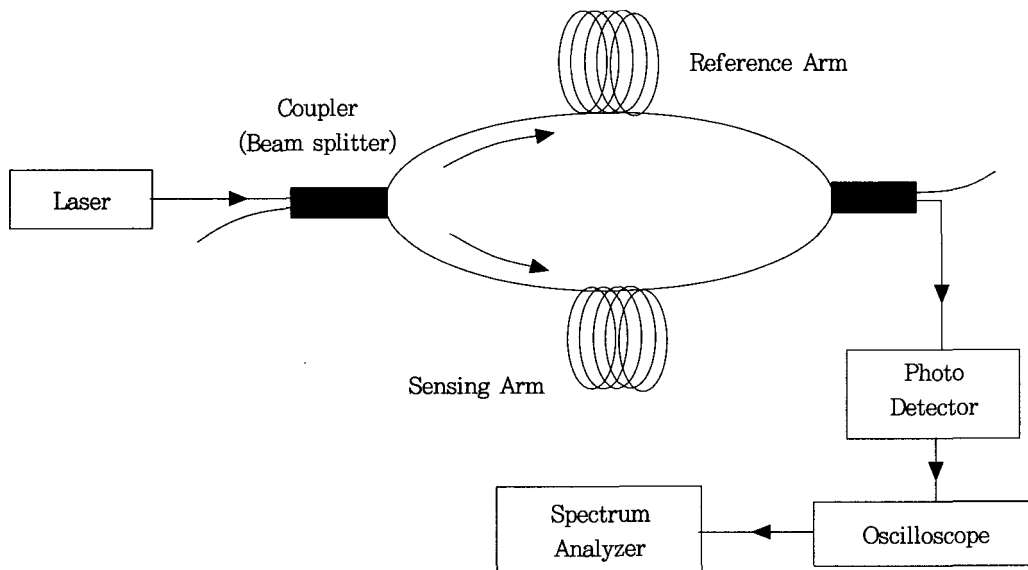 Reference Arm
Coupler
(Beam splitter)
Laser
Sensing Arm
Photo
Detector
Spectrum
Analyzer
Oscilloscope